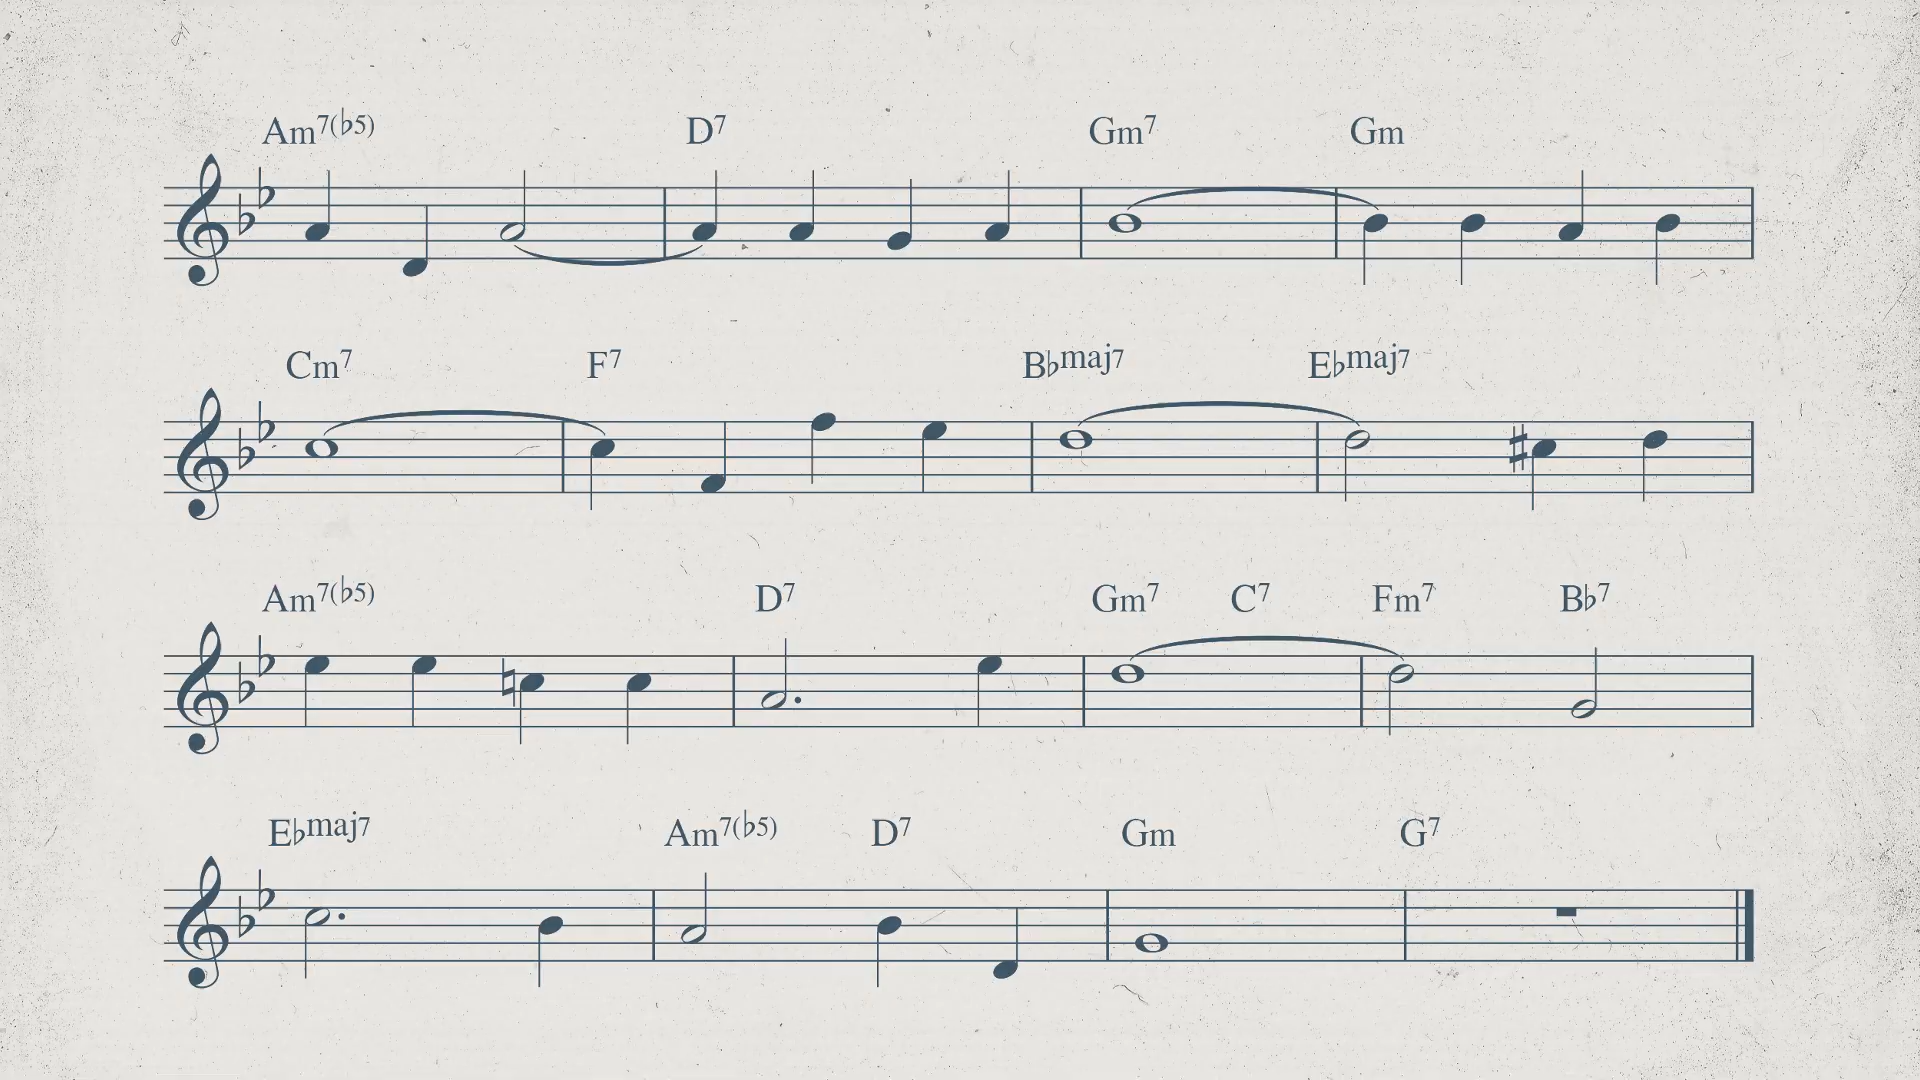 Am7(♭5) D7 Gm7 Gm
Cm7 F7 B♭maj7 E♭maj7
Am7(♭5) D7 Gm7 C7 Fm7 B♭7
E♭maj7 Am7(♭5) D7 Gm G7